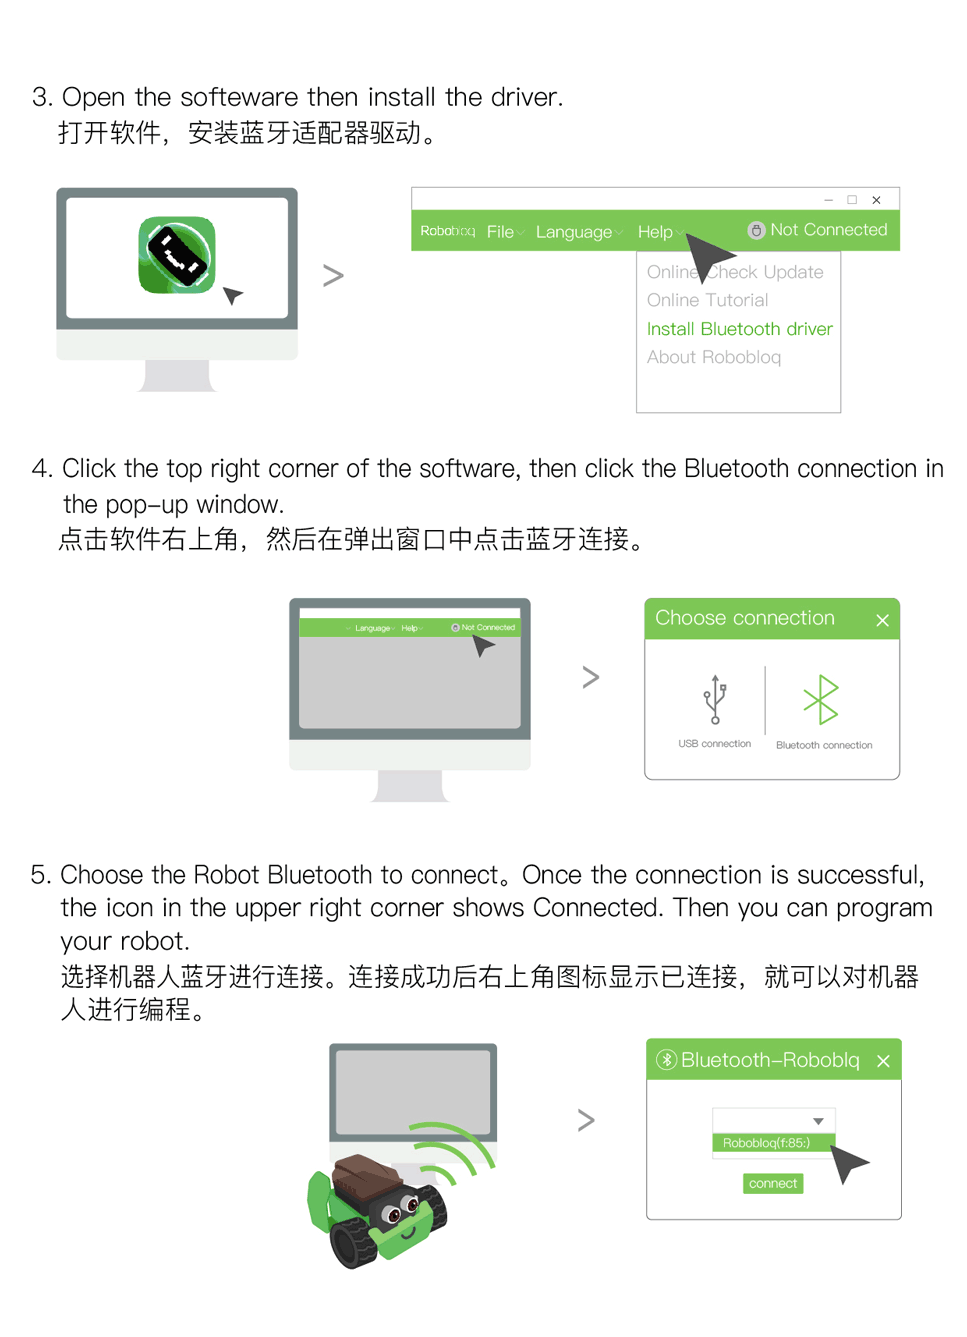 3. Open the softeware then install the driver.
打开软件，安装蓝牙适配器驱动。
Robobloq File Language Help Not Connected
Online Check Update
Online Tutorial
Install Bluetooth driver
About Robobloq
4. Click the top right corner of the software, then click the Bluetooth connection in
the pop-up window.
点击软件右上角，然后在弹出窗口中点击蓝牙连接。
Language Help Not Connected
Choose connection
USB connection Bluetooth connection
5. Choose the Robot Bluetooth to connect。Once the connection is successful,
the icon in the upper right corner shows Connected. Then you can program
your robot.
选择机器人蓝牙进行连接。连接成功后右上角图标显示已连接，就可以对机器
人进行编程。
Bluetooth-Roboblq
Robobloq(f:85:)
connect